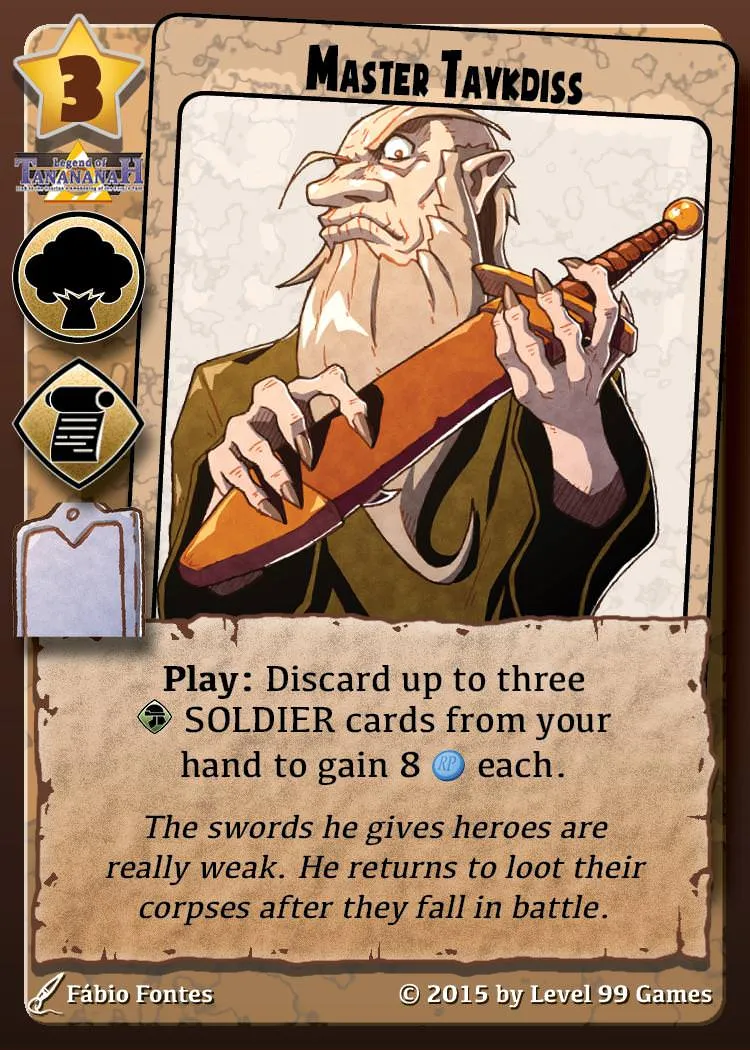 3
MASTER TAVKDISS
Legend of
TANANANAH
Play: Discard up to three
SOLDIER cards from your
hand to gain 8 RP each.
The swords he gives heroes are
really weak. He returns to loot their
corpses after they fall in battle.
Fábio Fontes
© 2015 by Level 99 Games